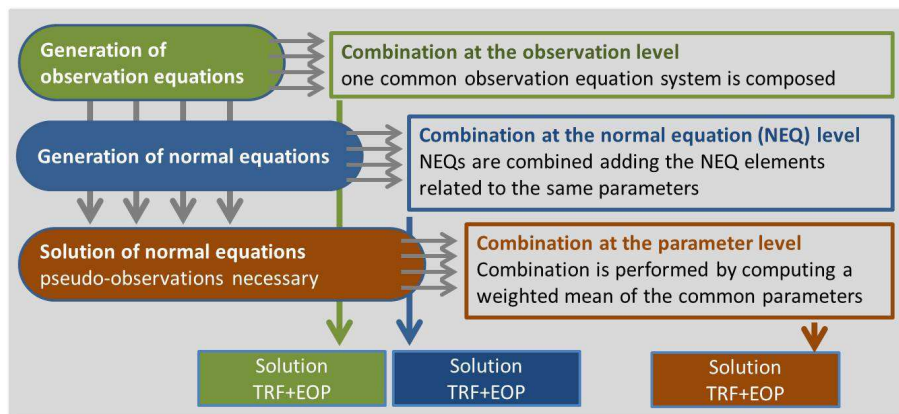 Generation of
observation equations
Combination at the observation level
one common observation equation system is composed
Generation of normal equations
Combination at the normal equation (NEQ) level
NEQs are combined adding the NEQ elements
related to the same parameters
Solution of normal equations
pseudo-observations necessary
Combination at the parameter level
Combination is performed by computing a
weighted mean of the common parameters
Solution
TRF+EOP
Solution
TRF+EOP
Solution
TRF+EOP